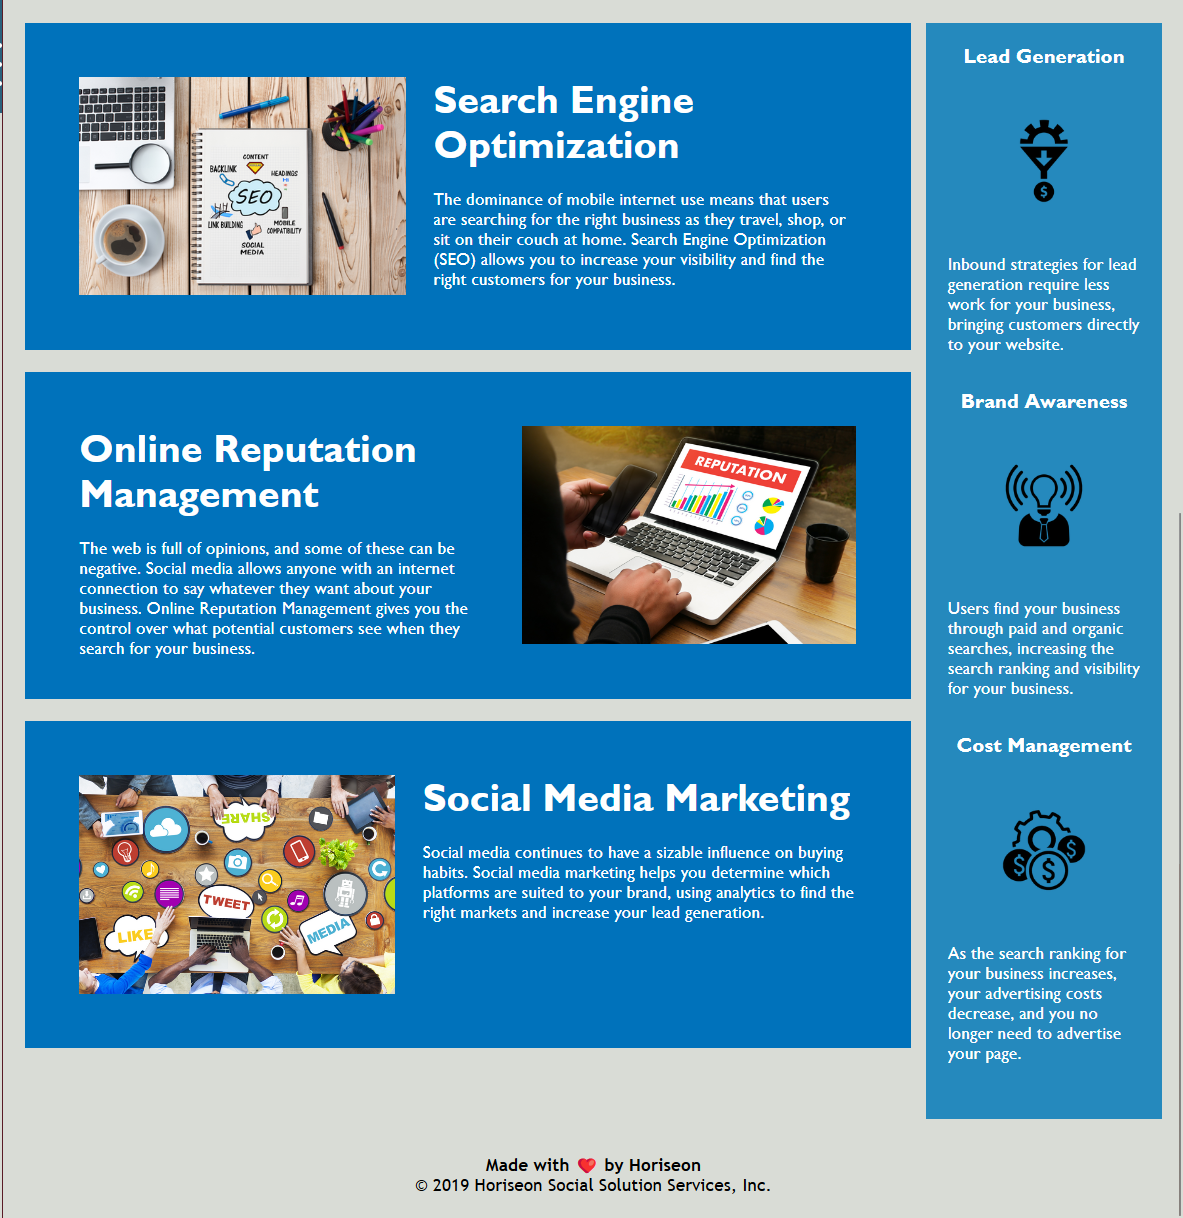 Search Engine
Optimization
The dominance of mobile internet use means that users
are searching for the right business as they travel, shop, or
sit on their couch at home. Search Engine Optimization
(SEO) allows you to increase your visibility and find the
right customers for your business.
CONTENT
BACKLINK
HEADINGS
SEO
LINK BUILDING
MOBILE
COMPATIBILITY
SOCIAL
MEDIA
Online Reputation
Management
The web is full of opinions, and some of these can be
negative. Social media allows anyone with an internet
connection to say whatever they want about your
business. Online Reputation Management gives you the
control over what potential customers see when they
search for your business.
REPUTATION
Social Media Marketing
Social media continues to have a sizable influence on buying
habits. Social media marketing helps you determine which
platforms are suited to your brand, using analytics to find the
right markets and increase your lead generation.
SHARE
TWEET
LIKE
MEDIA
Lead Generation
$
Inbound strategies for lead
generation require less
work for your business,
bringing customers directly
to your website.
Brand Awareness
Users find your business
through paid and organic
searches, increasing the
search ranking and visibility
for your business.
Cost Management
$ $ $
As the search ranking for
your business increases,
your advertising costs
decrease, and you no
longer need to advertise
your page.
Made with ❤️ by Horiseon
© 2019 Horiseon Social Solution Services, Inc.